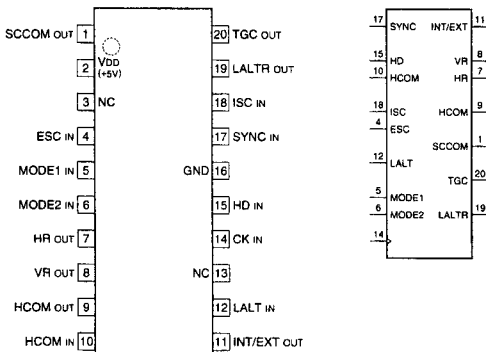 SCCOM OUT 1
20 TGC OUT
2 VDD (+5V)
19 LALTR OUT
3 NC
18 ISC IN
ESC IN 4
17 SYNC IN
MODE1 IN 5
GND 16
MODE2 IN 6
15 HD IN
HR OUT 7
14 CK IN
VR OUT 8
NC 13
HCOM OUT 9
12 LALT IN
HCOM IN 10
11 INT/EXT OUT
17 SYNC INT/EXT 11
15 HD VR 8
10 HCOM HR 7
18 ISC HCOM 9
4 ESC
SCCOM 1
12 LALT
TGC 20
5 MODE1
6 MODE2 LALTR 19
14